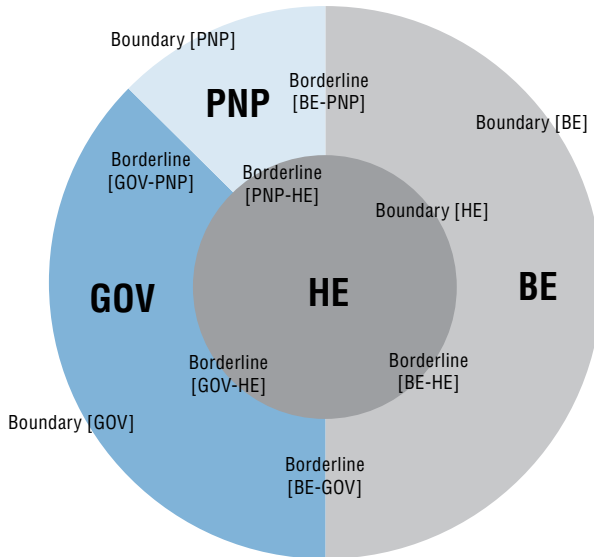 Boundary [PNP]
PNP
Borderline
[BE-PNP]
Boundary [BE]
Borderline
[GOV-PNP]
Borderline
[PNP-HE]
Boundary [HE]
GOV
HE
BE
Borderline
[GOV-HE]
Borderline
[BE-HE]
Boundary [GOV]
Borderline
[BE-GOV]